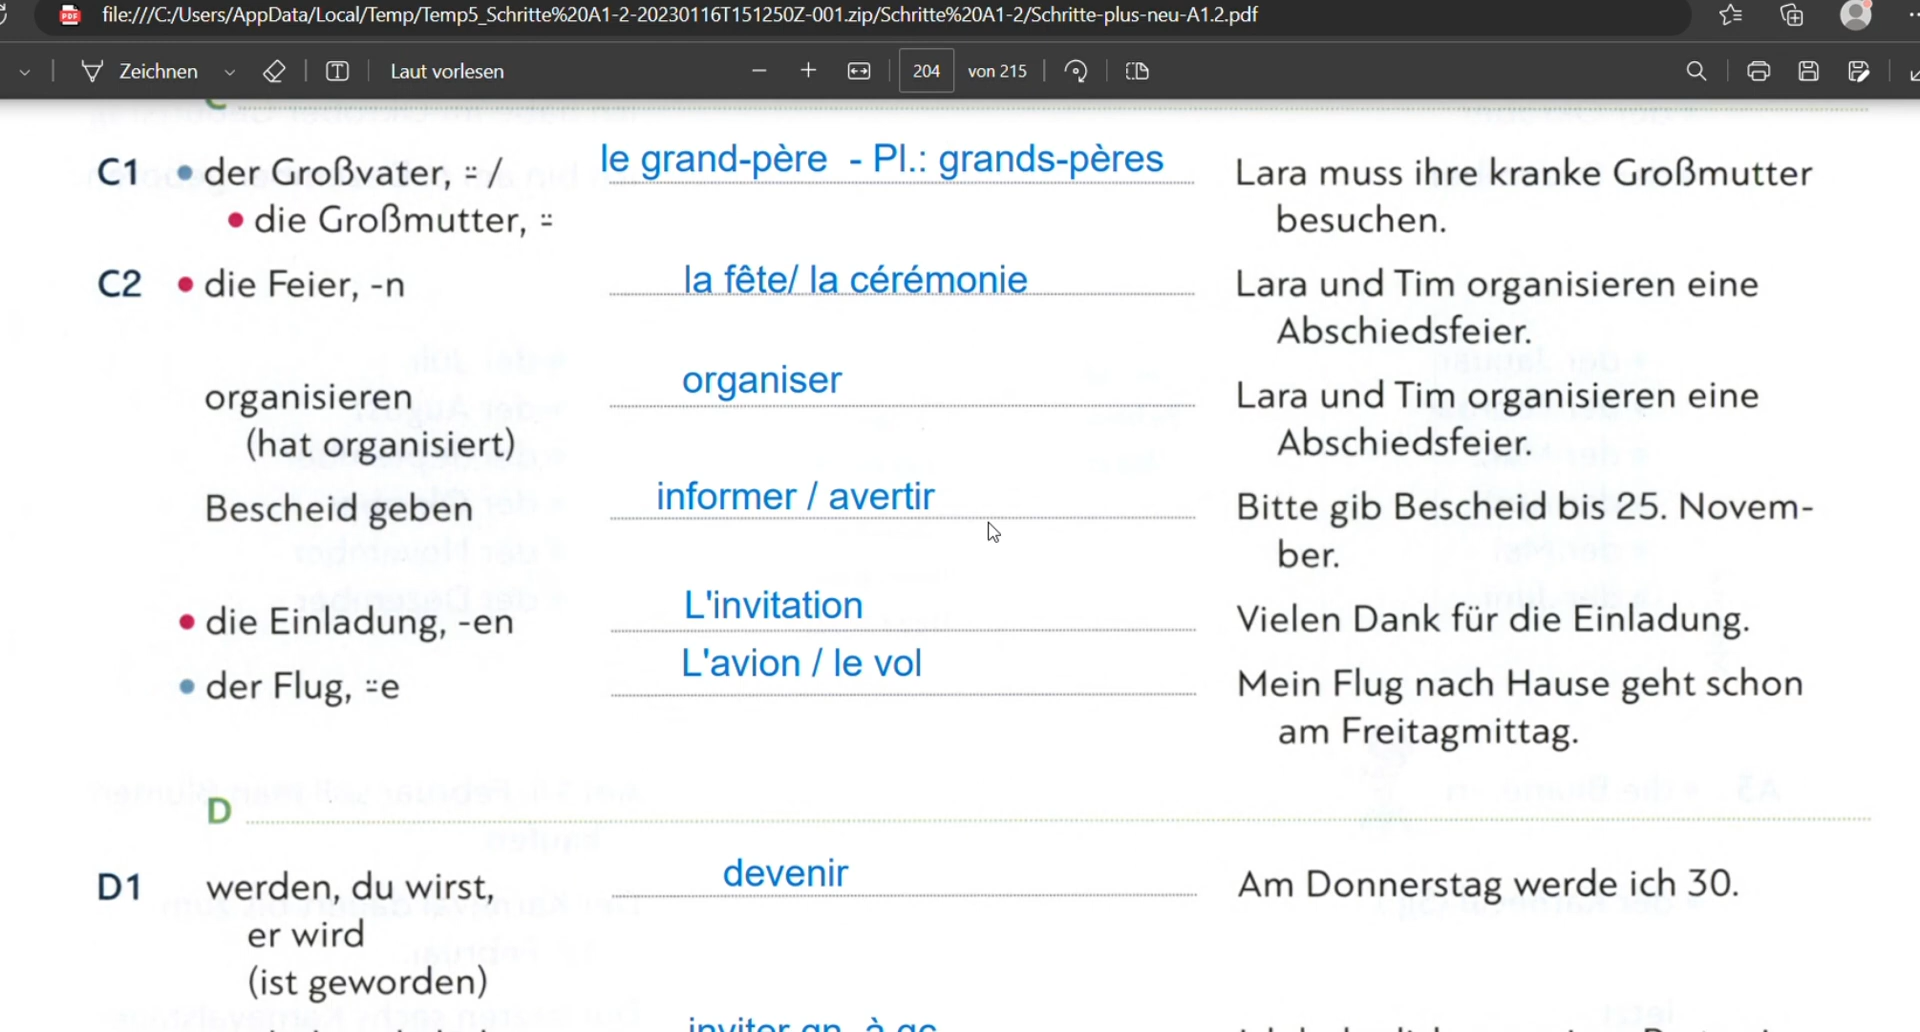 file:///C:/Users/AppData/Local/Temp/Temp5_Schritte%20A1-2-20230116T151250Z-001.zip/Schritte%20A1-2/Schritte-plus-neu-A1.2.pdf
Zeichnen Laut vorlesen 204 von 215
C1 • der Großvater, ⸚ / le grand-père - Pl.: grands-pères Lara muss ihre kranke Großmutter
• die Großmutter, ⸚ besuchen.
C2 • die Feier, -n la fête/ la cérémonie Lara und Tim organisieren eine
Abschiedsfeier.
organisieren organiser Lara und Tim organisieren eine
(hat organisiert) Abschiedsfeier.
Bescheid geben informer / avertir Bitte gib Bescheid bis 25. Novem-
ber.
• die Einladung, -en L'invitation Vielen Dank für die Einladung.
• der Flug, ⸚e L'avion / le vol Mein Flug nach Hause geht schon
am Freitagmittag.
D
D1 werden, du wirst, devenir Am Donnerstag werde ich 30.
er wird
(ist geworden)